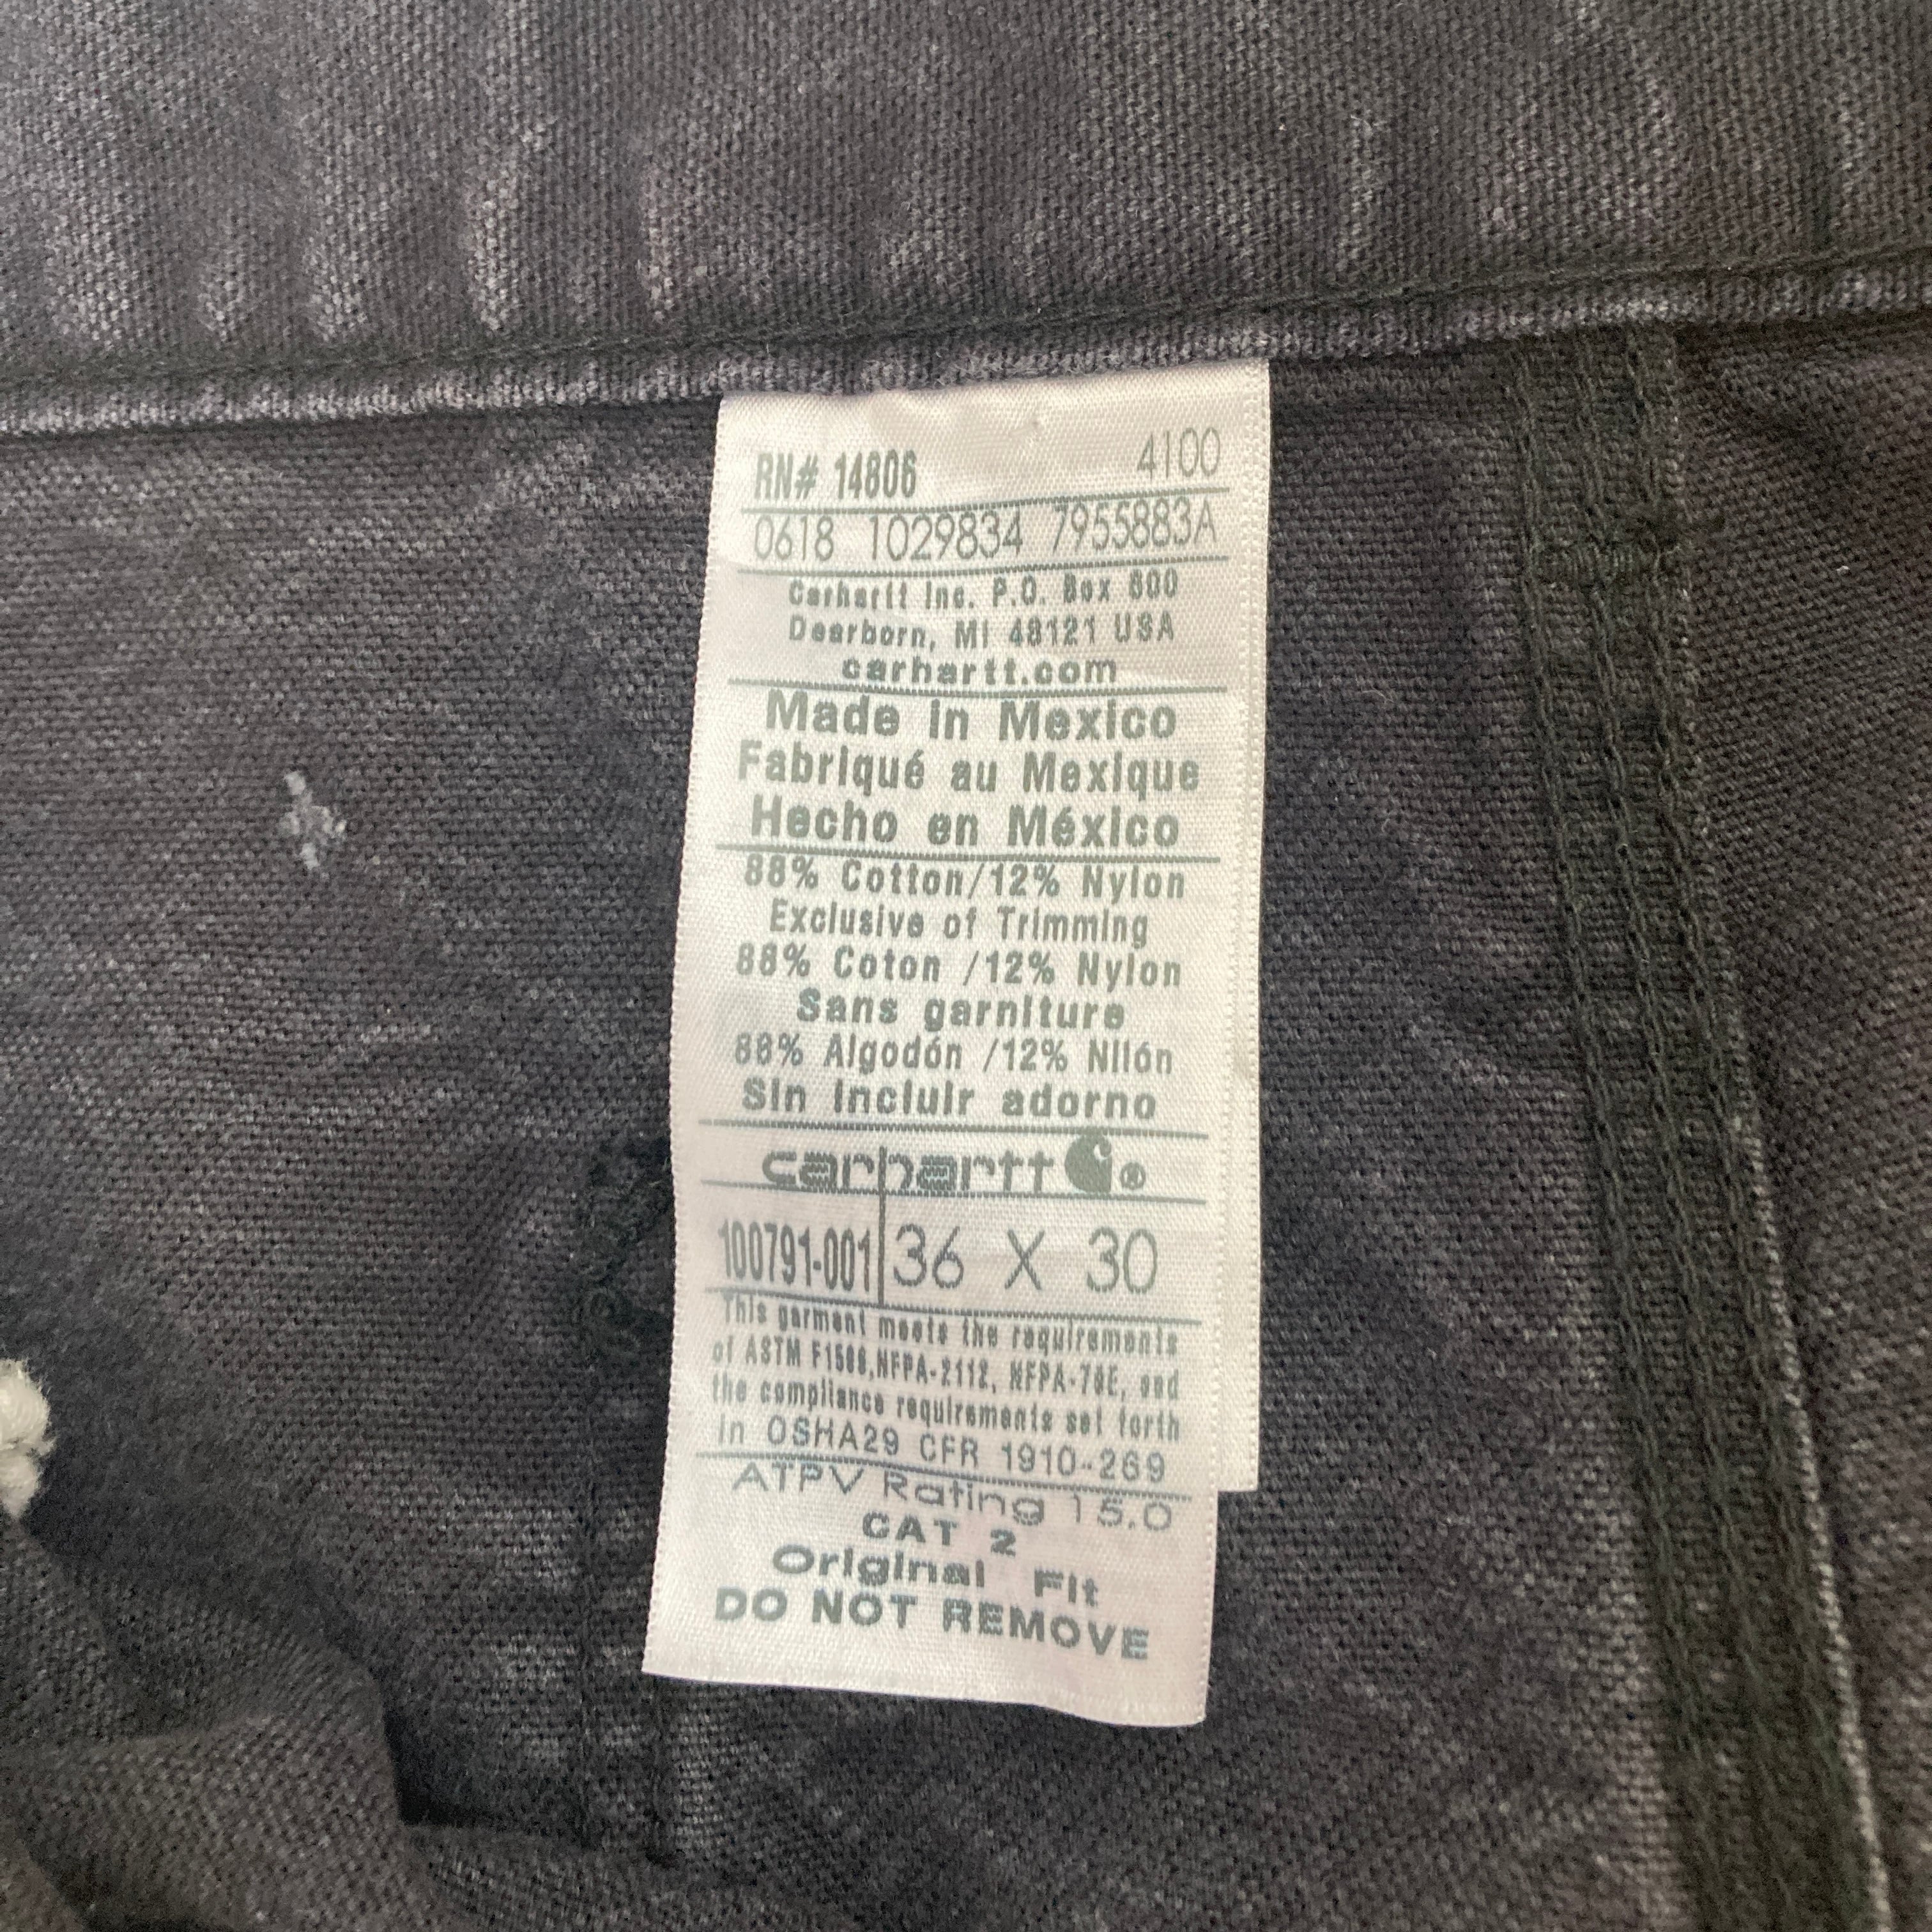 RN# 14806 4100
0618 1029834 7955883A
Carhartt Inc. P.O. Box 600
Dearborn, MI 48121 USA
carhartt.com
Made in Mexico
Fabriqué au Mexique
Hecho en México
88% Cotton/12% Nylon
Exclusive of Trimming
88% Coton /12% Nylon
Sans garniture
88% Algodón /12% Nilón
Sin incluir adorno
carhartt ®
100791-001 36 X 30
This garment meets the requirements
of ASTM F1506,NFPA-2112, NFPA-70E, and
the compliance requirements set forth
in OSHA29 CFR 1910-269
ATPV Rating 15.0
CAT 2
Original Fit
DO NOT REMOVE